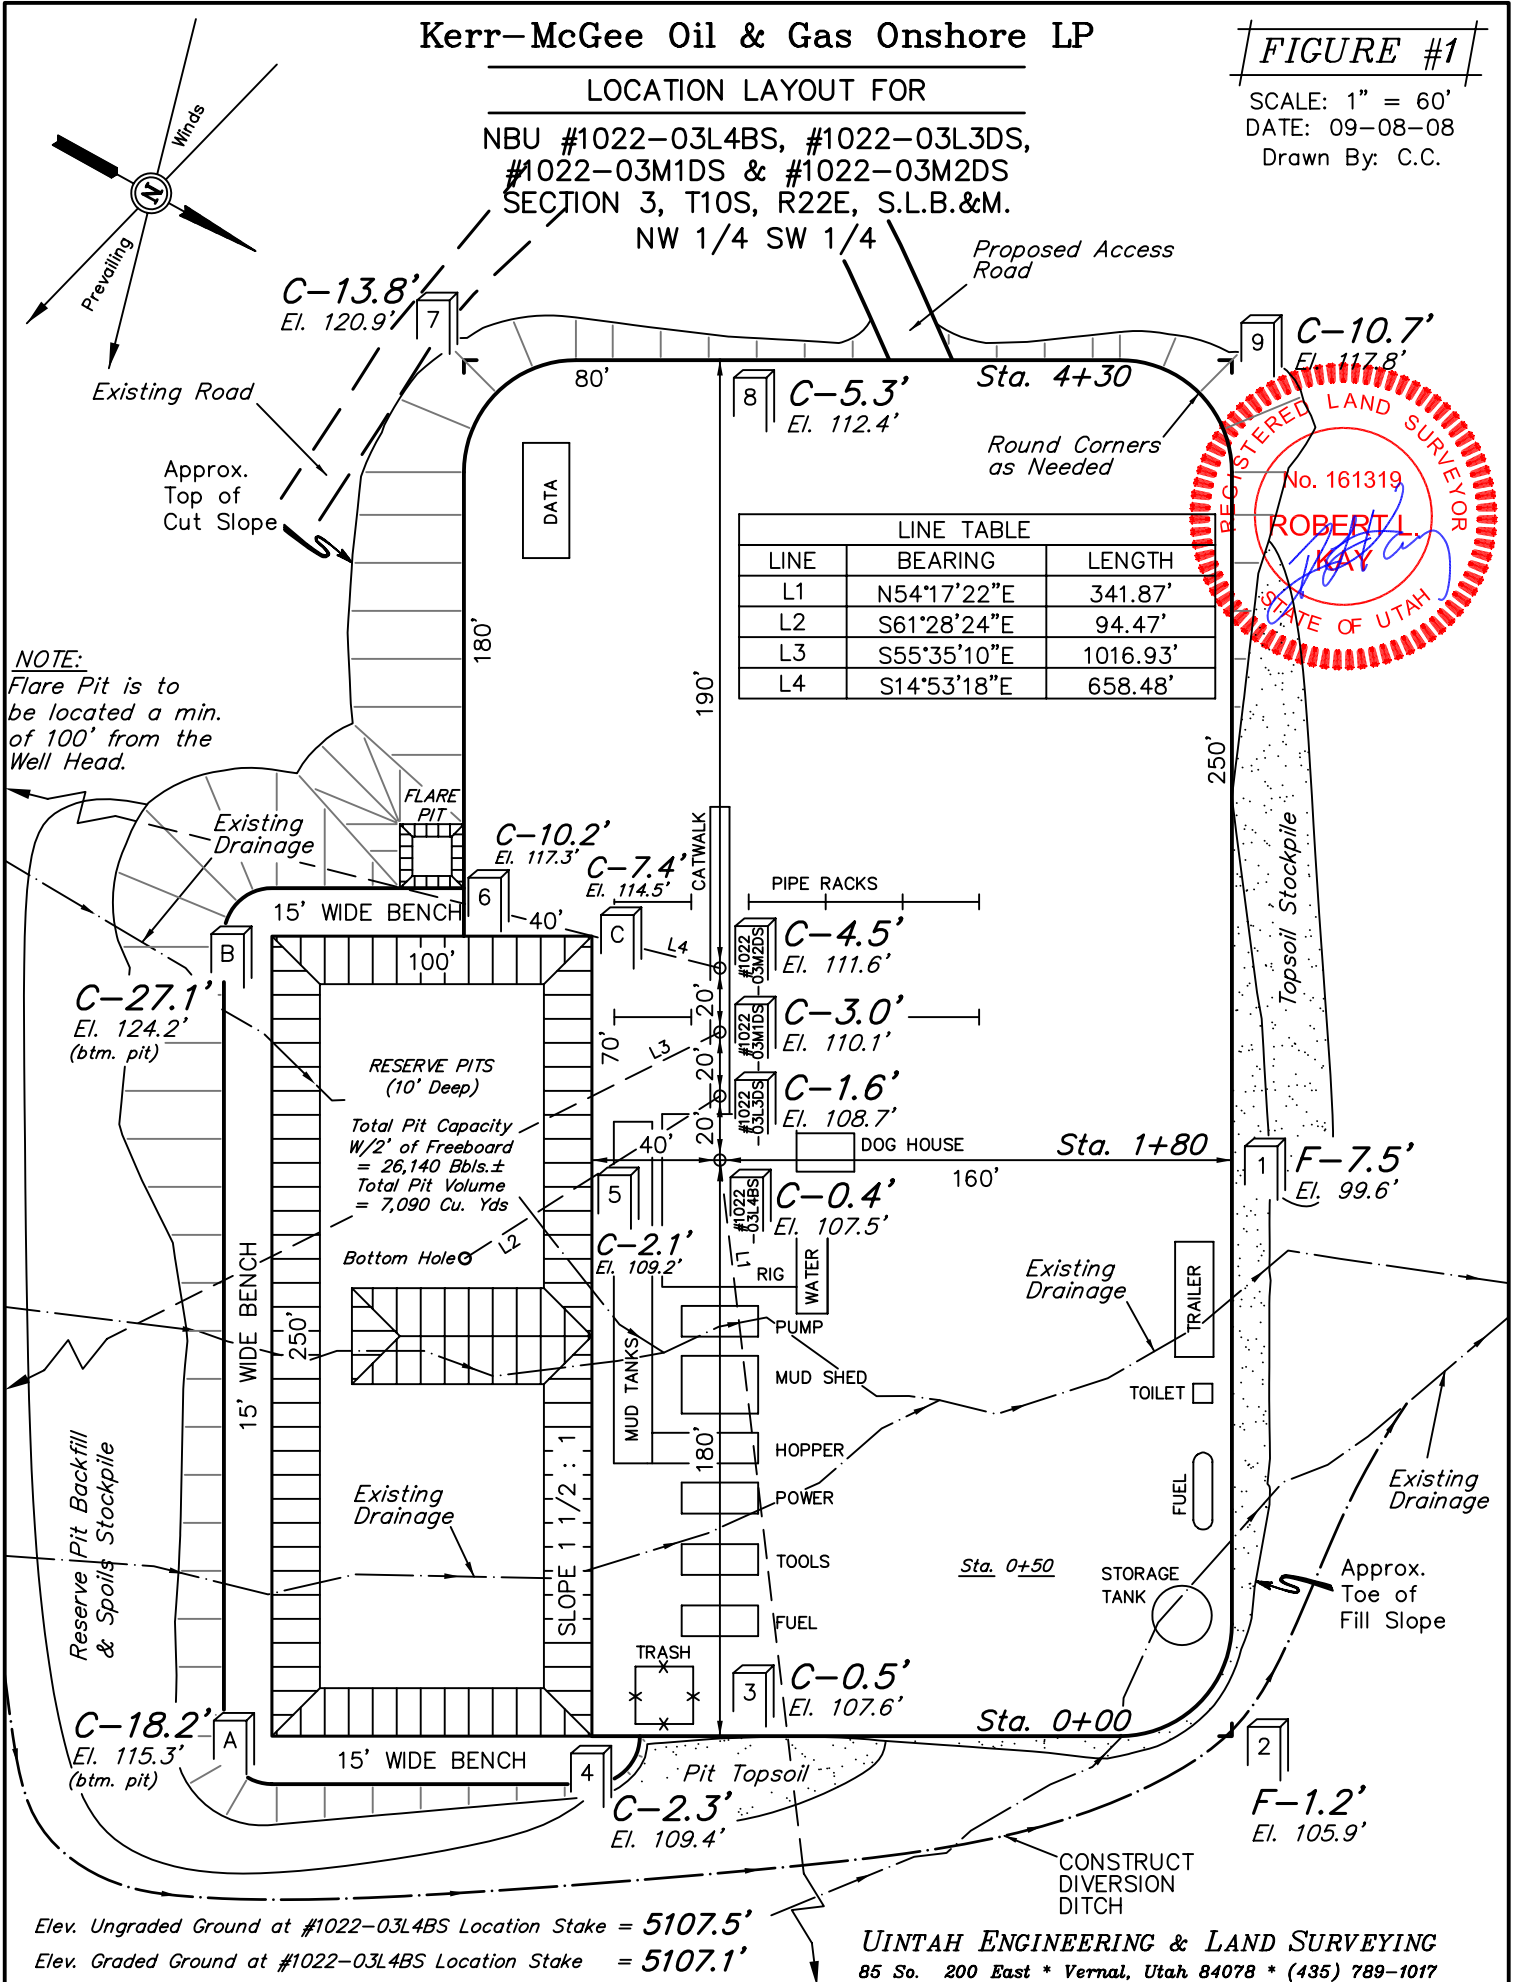 Kerr-McGee Oil & Gas Onshore LP
LOCATION LAYOUT FOR
NBU #1022-03L4BS, #1022-03L3DS,
#1022-03M1DS & #1022-03M2DS
SECTION 3, T10S, R22E, S.L.B.&M.
NW 1/4 SW 1/4
FIGURE #1
SCALE: 1" = 60'
DATE: 09-08-08
Drawn By: C.C.
Winds
N
Prevailing
Proposed Access
Road
C-13.8'
El. 120.9'
7
9
C-10.7'
El. 117.8'
Existing Road
80'
8
C-5.3'
El. 112.4'
Sta. 4+30
Round Corners
as Needed
Approx.
Top of
Cut Slope
DATA
REGISTERED LAND SURVEYOR
No. 161319
ROBERT L.
KAY
STATE OF UTAH
LINE TABLE
LINE BEARING LENGTH
L1 N54°17'22"E 341.87'
L2 S61°28'24"E 94.47'
L3 S55°35'10"E 1016.93'
L4 S14°53'18"E 658.48'
180'
190'
250'
NOTE:
Flare Pit is to
be located a min.
of 100' from the
Well Head.
FLARE
PIT
Existing
Drainage
C-10.2'
El. 117.3'
6
C-7.4'
El. 114.5'
C
CATWALK
PIPE RACKS
Topsoil Stockpile
15' WIDE BENCH
40'
L4
B
100'
#1022
-03M2DS
C-4.5'
El. 111.6'
C-27.1'
El. 124.2'
(btm. pit)
20'
#1022
-03M1DS
C-3.0'
El. 110.1'
70'
L3
RESERVE PITS
(10' Deep)
20'
#1022
-03L3DS
C-1.6'
El. 108.7'
Total Pit Capacity
W/2' of Freeboard
= 26,140 Bbls.±
Total Pit Volume
= 7,090 Cu. Yds
20'
40'
DOG HOUSE
Sta. 1+80
160'
1
F-7.5'
El. 99.6'
5
#1022
-03L4BS
C-0.4'
El. 107.5'
C-2.1'
El. 109.2'
Bottom Hole
L2
L1
RIG
WATER
Existing
Drainage
TRAILER
15' WIDE BENCH
250'
PUMP
MUD TANKS
MUD SHED
TOILET
180'
HOPPER
Reserve Pit Backfill
& Spoils Stockpile
Existing
Drainage
SLOPE 1 1/2 : 1
POWER
FUEL
Existing
Drainage
TOOLS
Sta. 0+50
STORAGE
TANK
Approx.
Toe of
Fill Slope
FUEL
TRASH
3
C-0.5'
El. 107.6'
Sta. 0+00
C-18.2'
El. 115.3'
(btm. pit)
A
15' WIDE BENCH
4
Pit Topsoil
2
C-2.3'
El. 109.4'
F-1.2'
El. 105.9'
CONSTRUCT
DIVERSION
DITCH
Elev. Ungraded Ground at #1022-03L4BS Location Stake = 5107.5'
Elev. Graded Ground at #1022-03L4BS Location Stake = 5107.1'
UINTAH ENGINEERING & LAND SURVEYING
85 So. 200 East * Vernal, Utah 84078 * (435) 789-1017